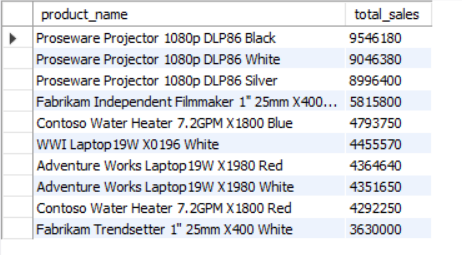 product_name total_sales
Proseware Projector 1080p DLP86 Black 9546180
Proseware Projector 1080p DLP86 White 9046380
Proseware Projector 1080p DLP86 Silver 8996400
Fabrikam Independent Filmmaker 1" 25mm X400... 5815800
Contoso Water Heater 7.2GPM X1800 Blue 4793750
WWI Laptop19W X0196 White 4455570
Adventure Works Laptop19W X1980 Red 4364640
Adventure Works Laptop19W X1980 White 4351650
Contoso Water Heater 7.2GPM X1800 Red 4292250
Fabrikam Trendsetter 1" 25mm X400 White 3630000